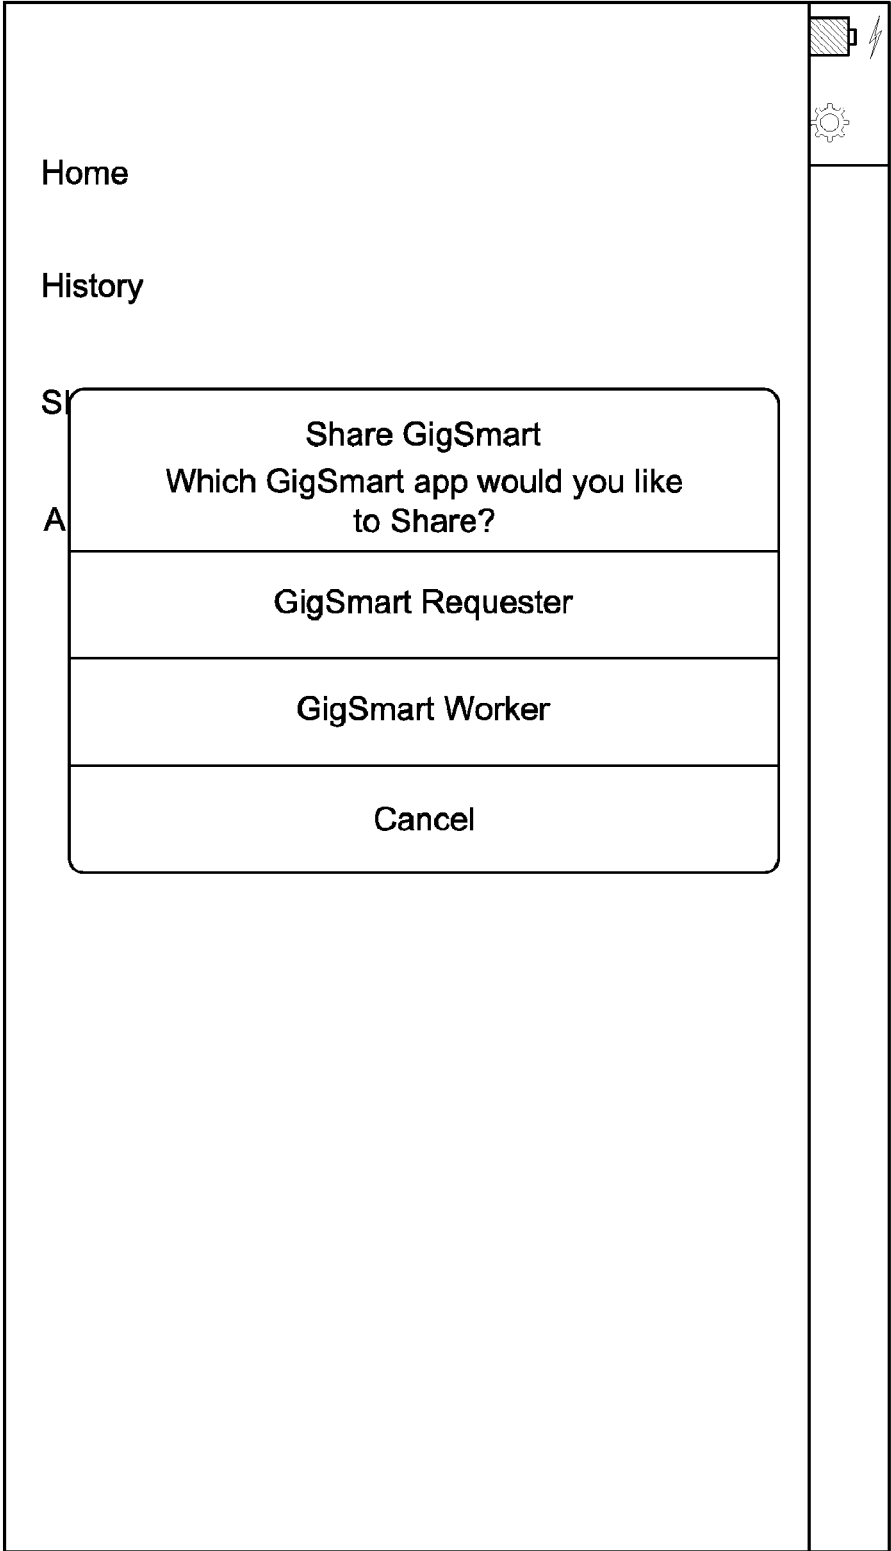 Home
History
Share GigSmart
Which GigSmart app would you like
to Share?
GigSmart Requester
GigSmart Worker
Cancel